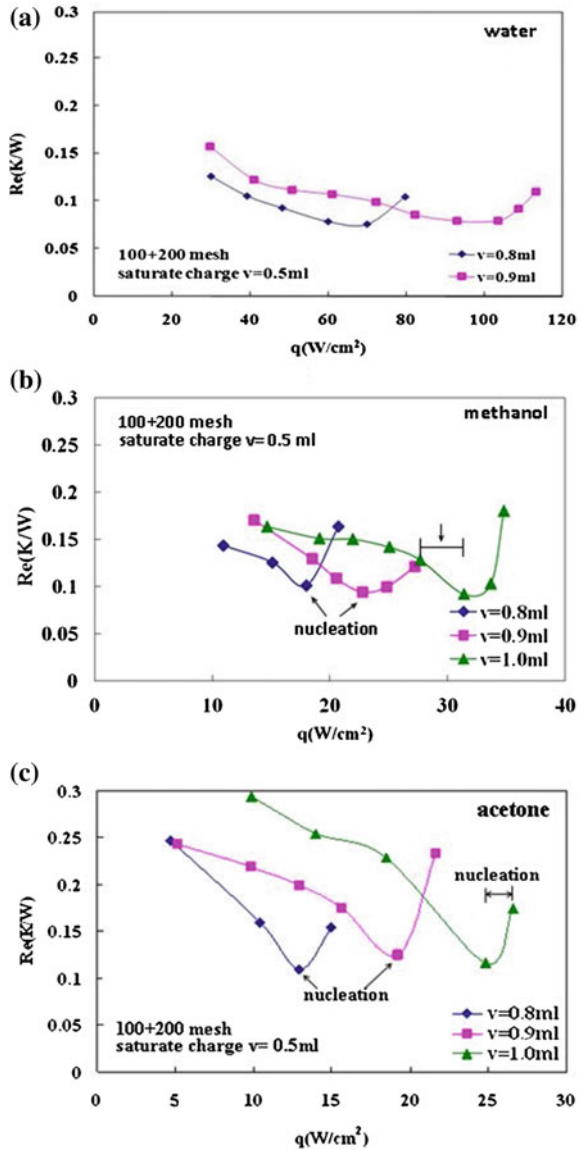 (a)
water
Re(K/W)
0.3
0.25
0.2
0.15
0.1
0.05
0
100+200 mesh
saturate charge v=0.5ml
v=0.8ml
v=0.9ml
0 20 40 60 80 100 120
q(W/cm²)
(b)
methanol
Re(K/W)
0.3
0.25
0.2
0.15
0.1
0.05
0
100+200 mesh
saturate charge v=0.5 ml
nucleation
v=0.8ml
v=0.9ml
v=1.0ml
0 10 20 30 40
q(W/cm²)
(c)
acetone
Re(K/W)
0.3
0.25
0.2
0.15
0.1
0.05
0
nucleation
nucleation
100+200 mesh
saturate charge v= 0.5ml
v=0.8ml
v=0.9ml
v=1.0ml
0 5 10 15 20 25 30
q(W/cm²)